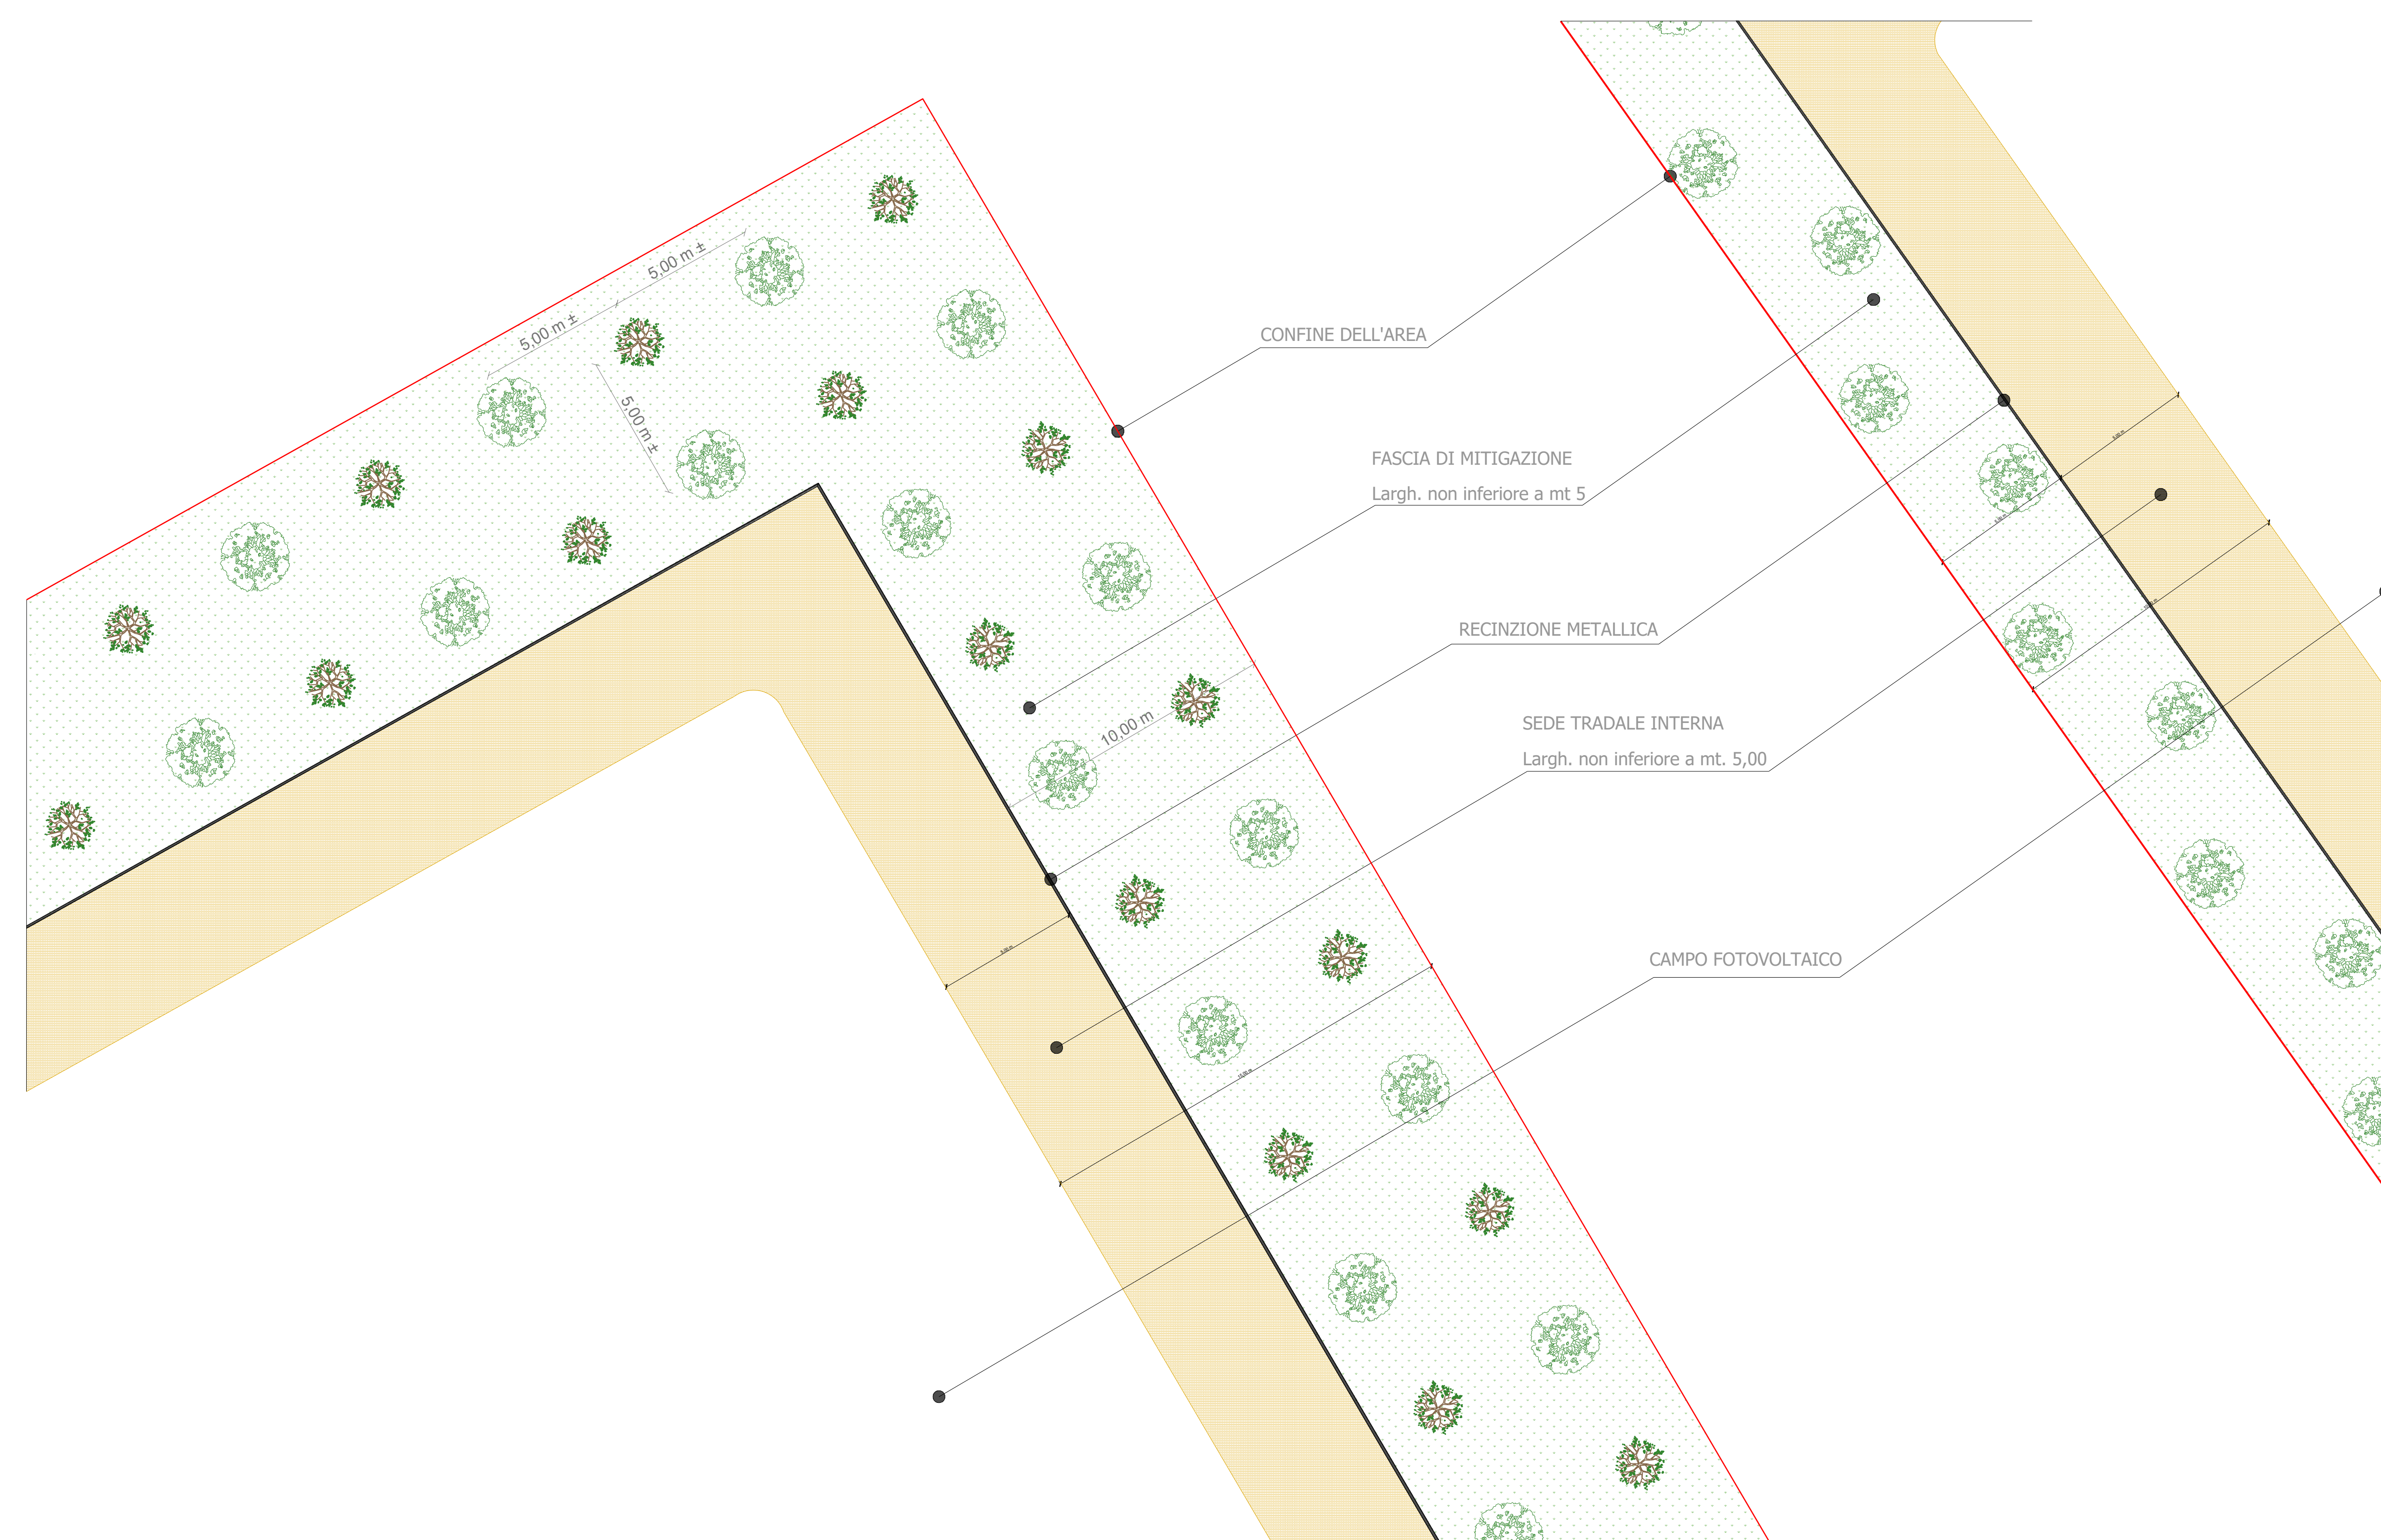 5,00 m ±
5,00 m ±
5,00 m ±
CONFINE DELL'AREA
FASCIA DI MITIGAZIONE
Largh. non inferiore a mt 5
RECINZIONE METALLICA
SEDE TRADALE INTERNA
Largh. non inferiore a mt. 5,00
10,00 m
CAMPO FOTOVOLTAICO